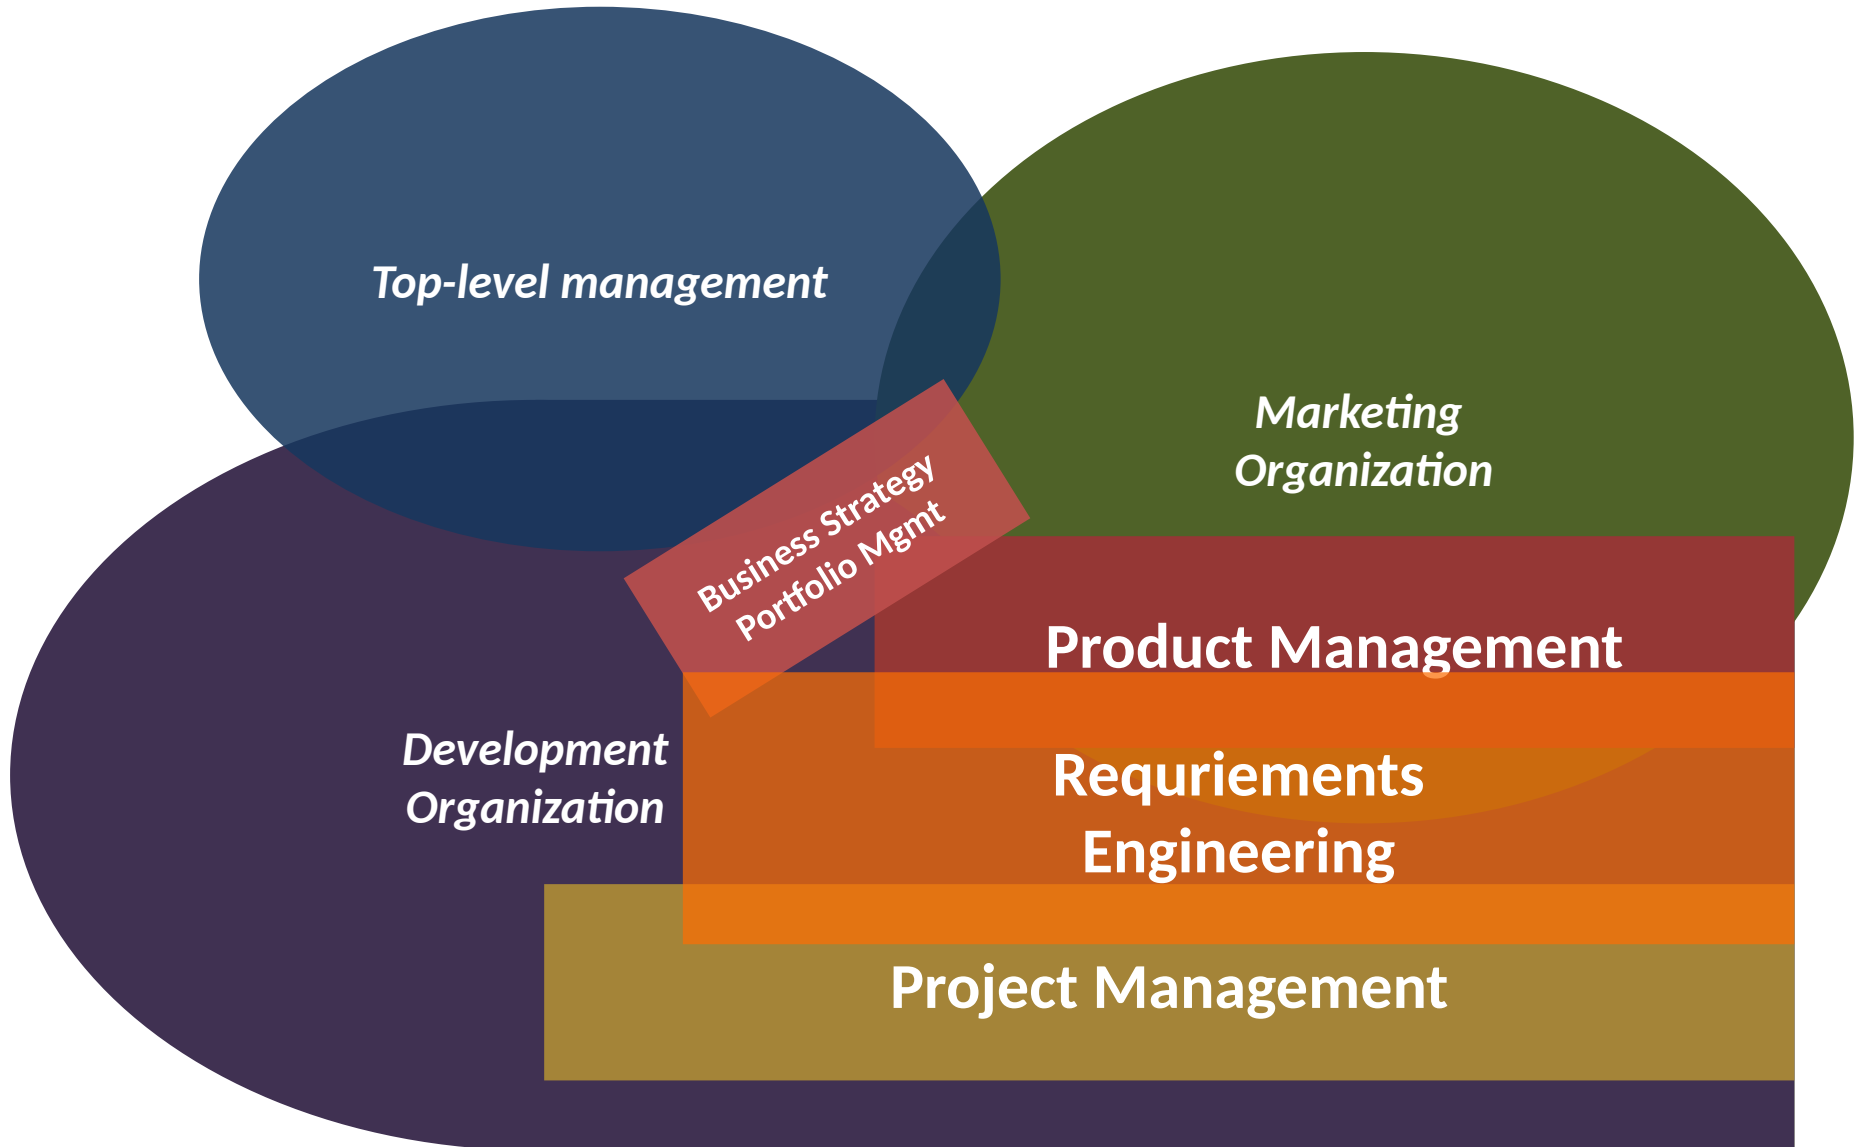 Top-level management
Marketing
Organization
Business Strategy
Portfolio Mgmt
Product Management
Development
Organization
Requriements
Engineering
Project Management